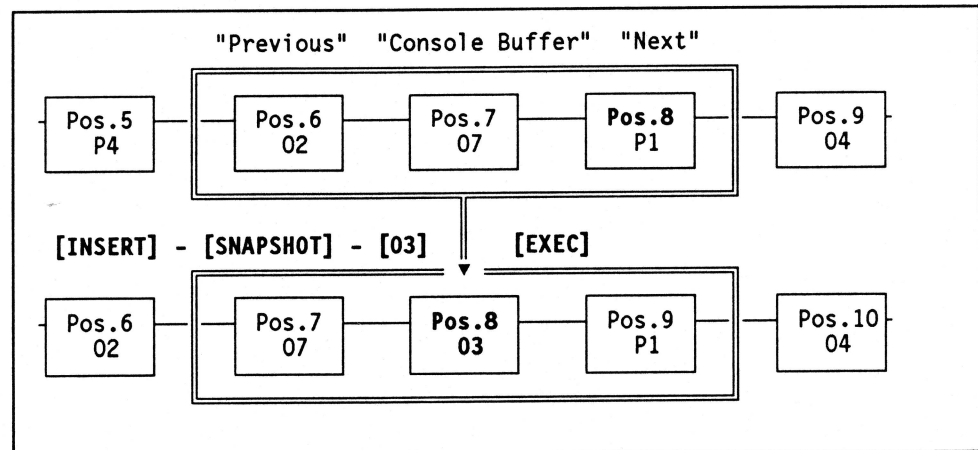 "Previous" "Console Buffer" "Next"
Pos.5 Pos.6 Pos.7 Pos.8 Pos.9
P4 02 07 P1 04
[INSERT] - [SNAPSHOT] - [03] [EXEC]
Pos.6 Pos.7 Pos.8 Pos.9 Pos.10
02 07 03 P1 04